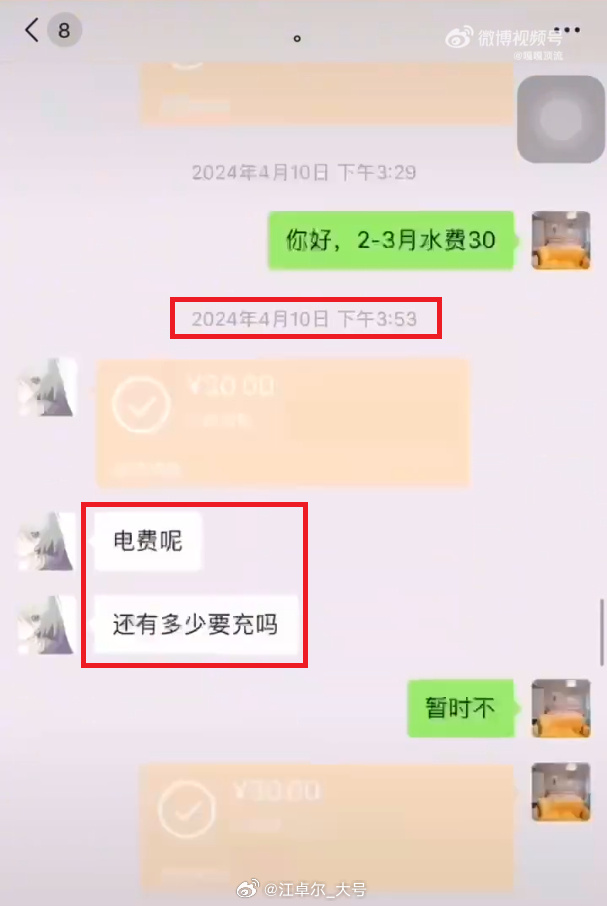 8
微博视频号
2024年4月10日 下午3:29
你好，2-3月水费30
2024年4月10日 下午3:53
¥30.00
电费呢
还有多少要充吗
暂时不
¥30.00
@江卓尔_大号